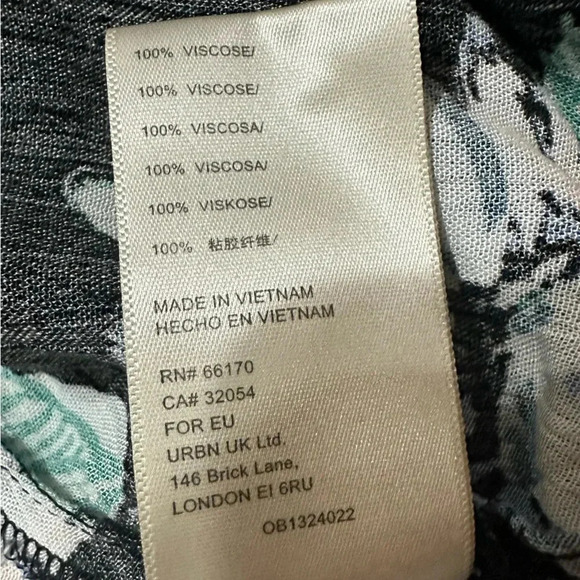 100% VISCOSE/
100% VISCOSE/
100% VISCOSA/
100% VISCOSA/
100% VISKOSE/
100% 粘胶纤维/
MADE IN VIETNAM
HECHO EN VIETNAM
RN# 66170
CA# 32054
FOR EU
URBN UK Ltd.
146 Brick Lane,
LONDON EI 6RU
OB1324022